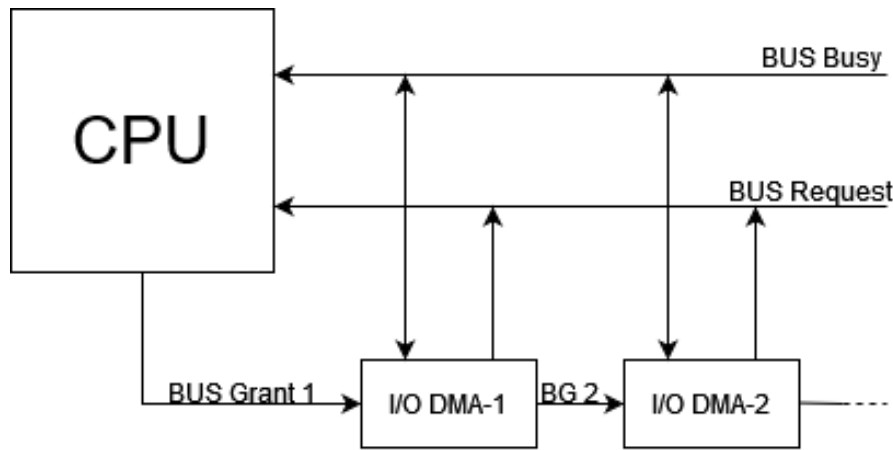 BUS Busy
CPU
BUS Request
BUS Grant 1
I/O DMA-1
BG 2
I/O DMA-2